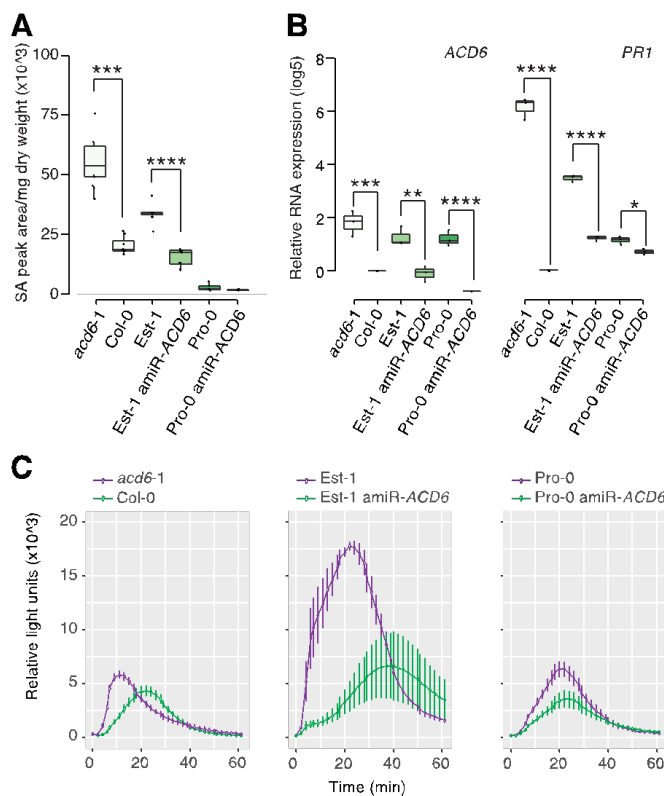 A
SA peak area/mg dry weight (x10^3)
100
75
50
25
0
***
****
acd6-1
Col-0
Est-1
Est-1 amiR-ACD6
Pro-0
Pro-0 amiR-ACD6
B
Relative RNA expression (log5)
8
6
4
2
0
ACD6
***
**
****
acd6-1
Col-0
Est-1
Est-1 amiR-ACD6
Pro-0
Pro-0 amiR-ACD6
PR1
****
****
*
acd6-1
Col-0
Est-1
Est-1 amiR-ACD6
Pro-0
Pro-0 amiR-ACD6
C
Relative light units (x10^3)
20
15
10
5
0
acd6-1
Col-0
0 20 40 60
Est-1
Est-1 amiR-ACD6
0 20 40 60
Pro-0
Pro-0 amiR-ACD6
0 20 40 60
Time (min)